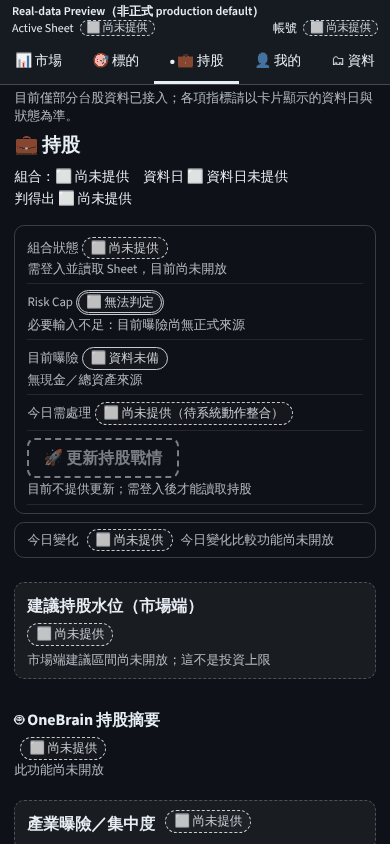 Real-data Preview（非正式 production default）
Active Sheet ⬜ 尚未提供 帳號 ⬜ 尚未提供
📊 市場 🎯 標的 💼 持股 👤 我的 🗂 資料
目前僅部分台股資料已接入；各項指標請以卡片顯示的資料日與
狀態為準。
💼 持股
組合：⬜ 尚未提供 資料日 ⬜ 資料日未提供
判得出 ⬜ 尚未提供
組合狀態 ⬜ 尚未提供
需登入並讀取 Sheet，目前尚未開放
Risk Cap ⬜ 無法判定
必要輸入不足：目前曝險尚無正式來源
目前曝險 ⬜ 資料未備
無現金／總資產來源
今日需處理 ⬜ 尚未提供（待系統動作整合）
🚀 更新持股戰情
目前不提供更新；需登入後才能讀取持股
今日變化 ⬜ 尚未提供 今日變化比較功能尚未開放
建議持股水位（市場端）
⬜ 尚未提供
市場端建議區間尚未開放；這不是投資上限
OneBrain 持股摘要
⬜ 尚未提供
此功能尚未開放
產業曝險／集中度 ⬜ 尚未提供